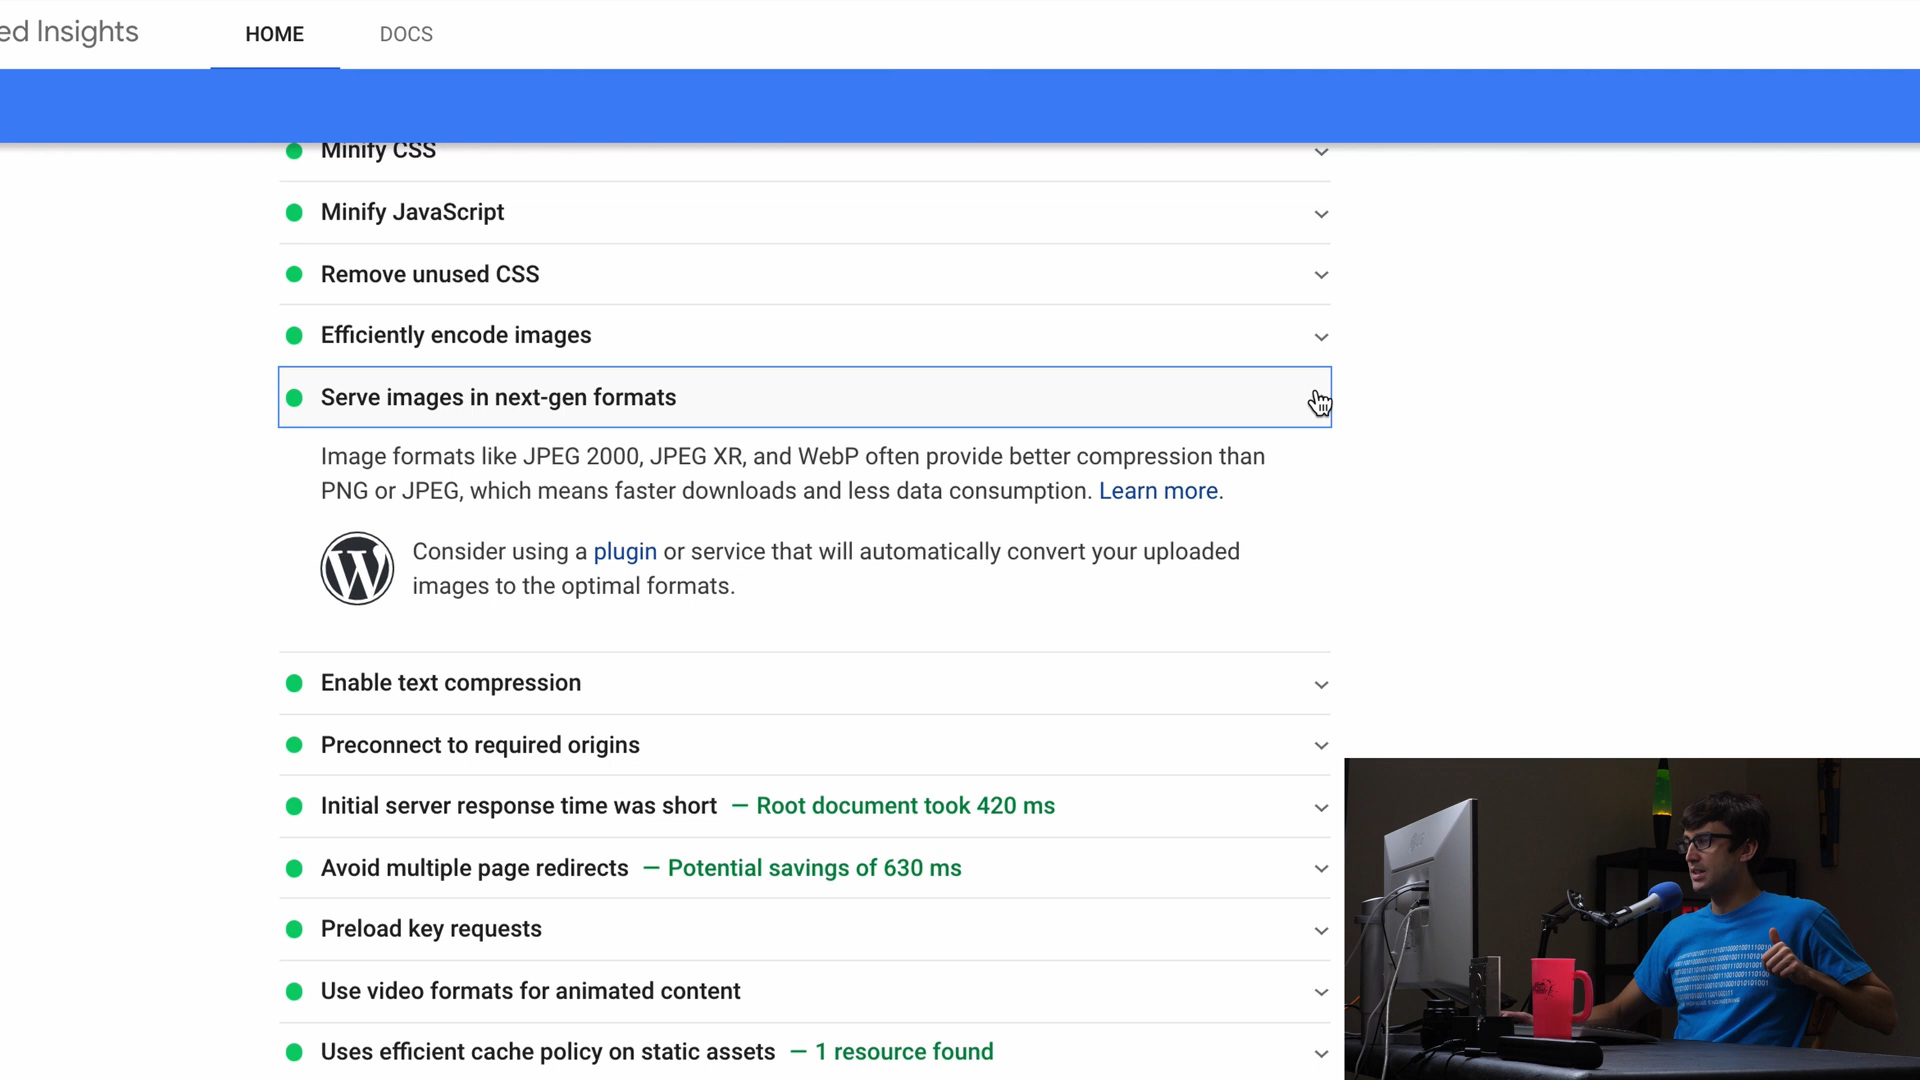 ed Insights
HOME
DOCS
Minify CSS
Minify JavaScript
Remove unused CSS
Efficiently encode images
Serve images in next-gen formats
Image formats like JPEG 2000, JPEG XR, and WebP often provide better compression than
PNG or JPEG, which means faster downloads and less data consumption. Learn more.
Consider using a plugin or service that will automatically convert your uploaded
images to the optimal formats.
Enable text compression
Preconnect to required origins
Initial server response time was short — Root document took 420 ms
Avoid multiple page redirects — Potential savings of 630 ms
Preload key requests
Use video formats for animated content
Uses efficient cache policy on static assets — 1 resource found